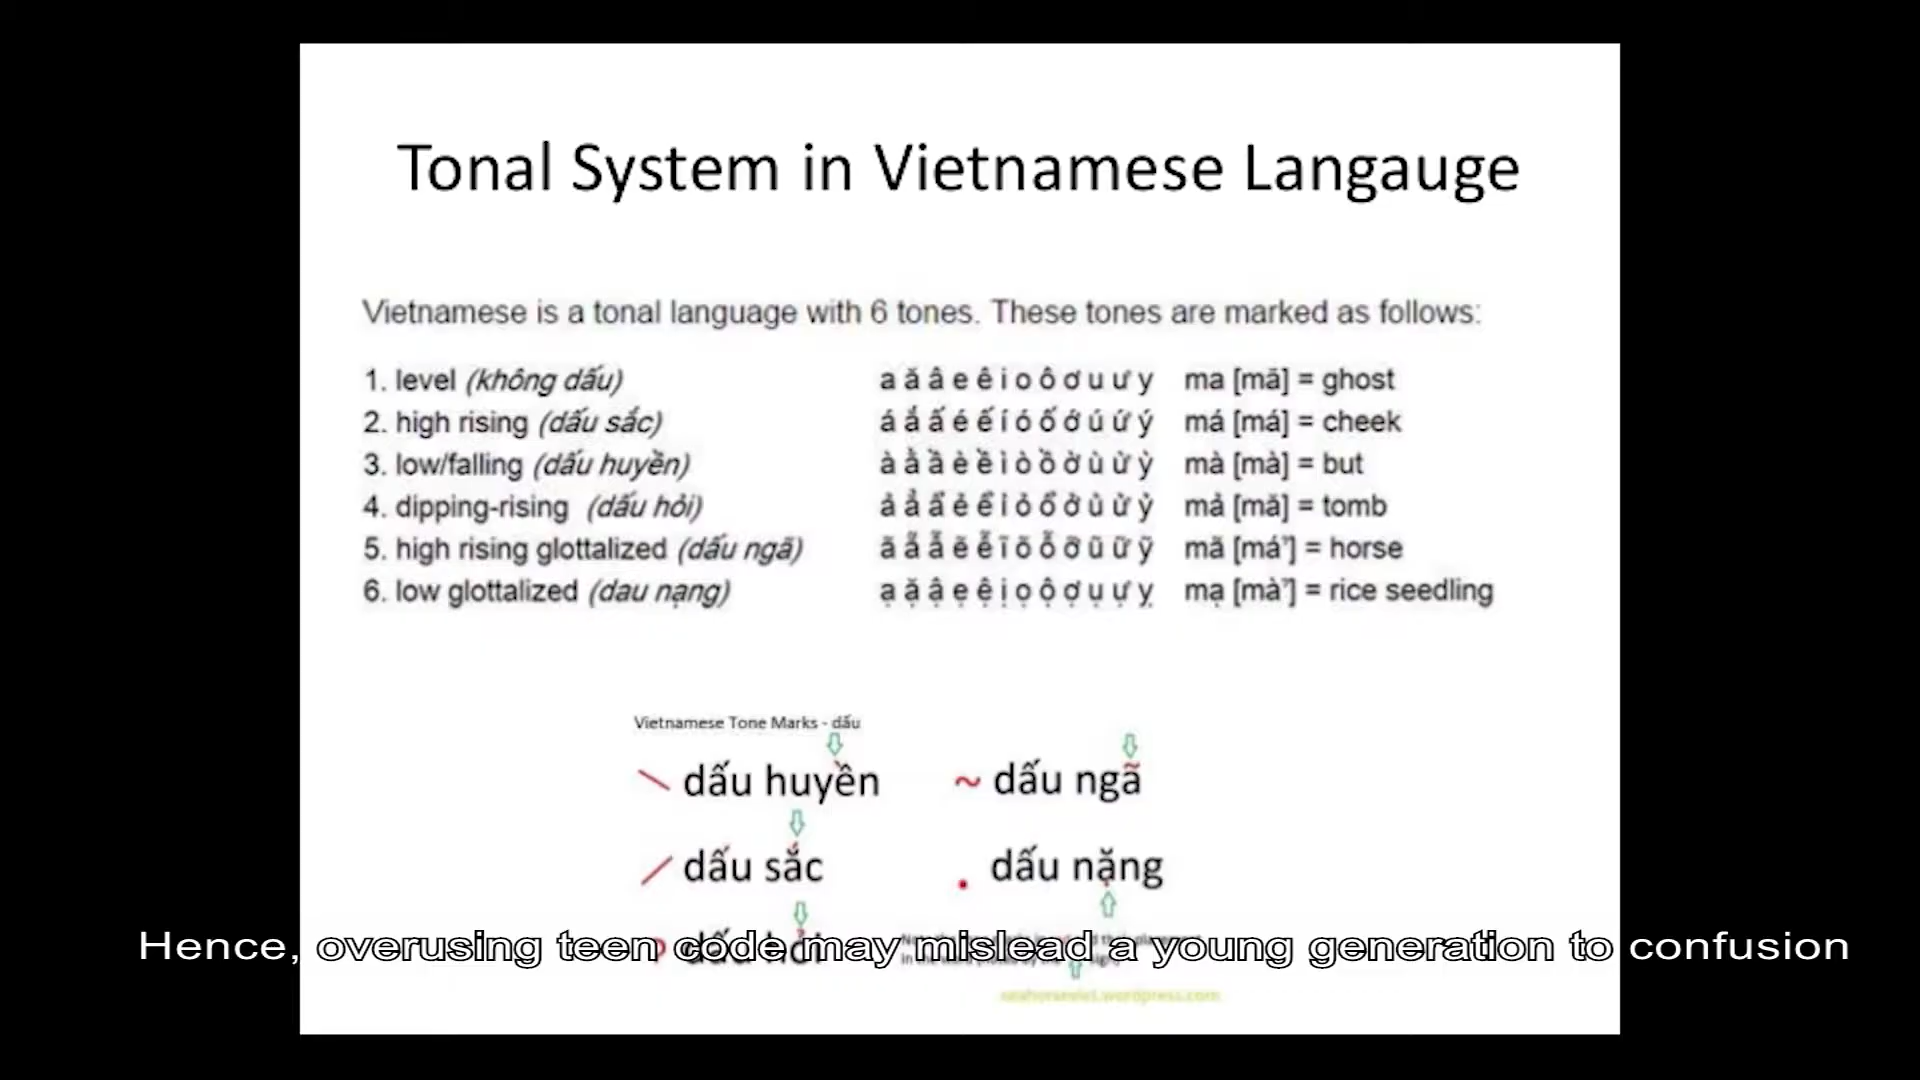 Tonal System in Vietnamese Langauge
Vietnamese is a tonal language with 6 tones. These tones are marked as follows:
1. level (không dấu) a ă â e ê i o ô ơ u ư y ma [mā] = ghost
2. high rising (dấu sắc) á ắ ấ é ế í ó ố ớ ú ứ ý má [má] = cheek
3. low/falling (dấu huyền) à ằ ầ è ề ì ò ồ ờ ù ừ ỳ mà [mà] = but
4. dipping-rising (dấu hỏi) ả ẳ ẩ ẻ ể ỉ ỏ ổ ở ủ ử ỷ mả [mă] = tomb
5. high rising glottalized (dấu ngã) ã ẵ ẫ ẽ ễ ĩ õ ỗ ỡ ũ ữ ỹ mã [má’] = horse
6. low glottalized (dau nạng) ạ ặ ậ ẹ ệ ị ọ ộ ợ ụ ự ỵ mạ [mà’] = rice seedling
Vietnamese Tone Marks - dấu
\ dấu huyền ~ dấu ngã
/ dấu sắc . dấu nặng
dấu hỏi
Hence, overusing teen code may mislead a young generation to confusion